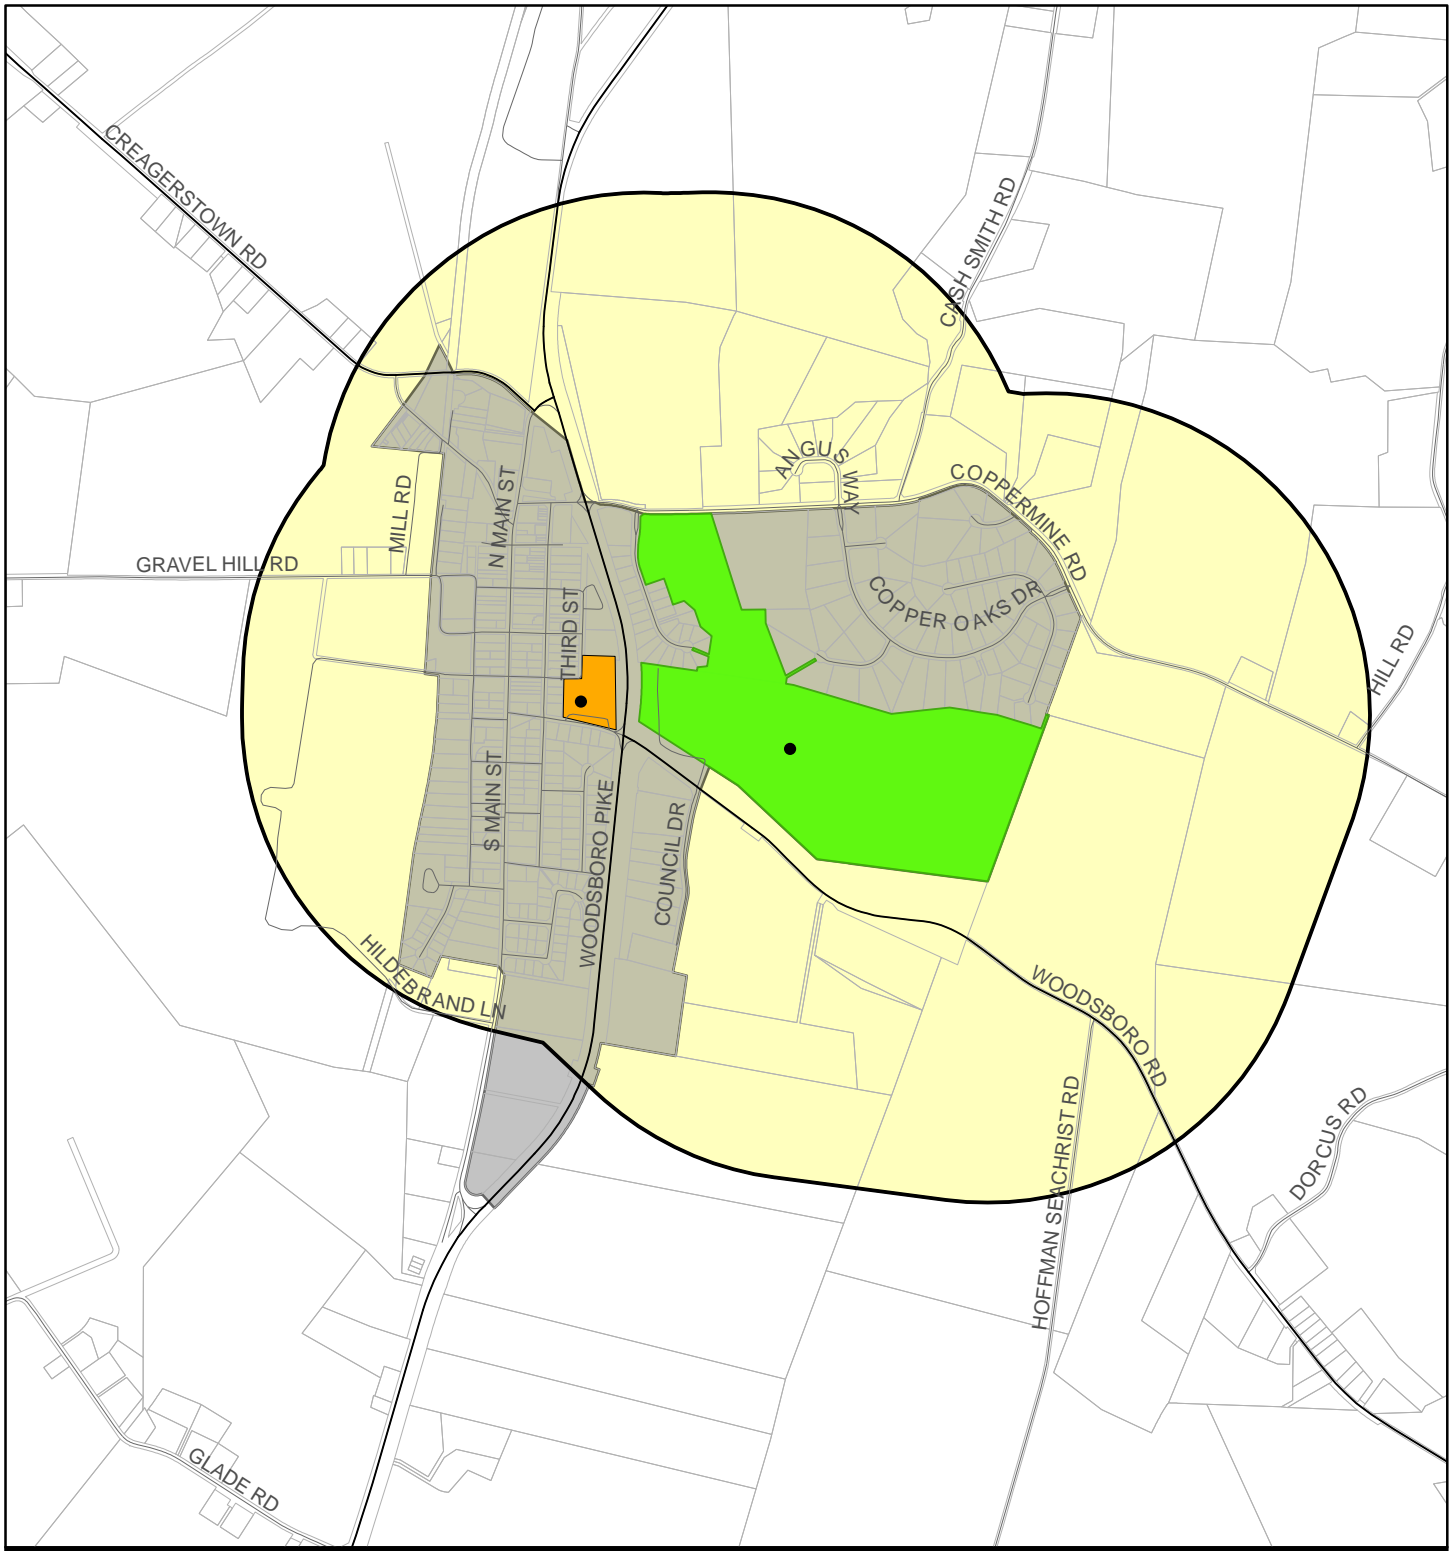 CREAGERSTOWN RD
CASH SMITH RD
ANGUS WAY
COPPERMINE RD
MILL RD
N MAIN ST
GRAVEL HILL RD
THIRD ST
COPPER OAKS DR
HILL RD
S MAIN ST
WOODSBORO PIKE
COUNCIL DR
HILDEBRAND LN
WOODSBORO RD
HOFFMAN SEACHRIST RD
DORCUS RD
GLADE RD